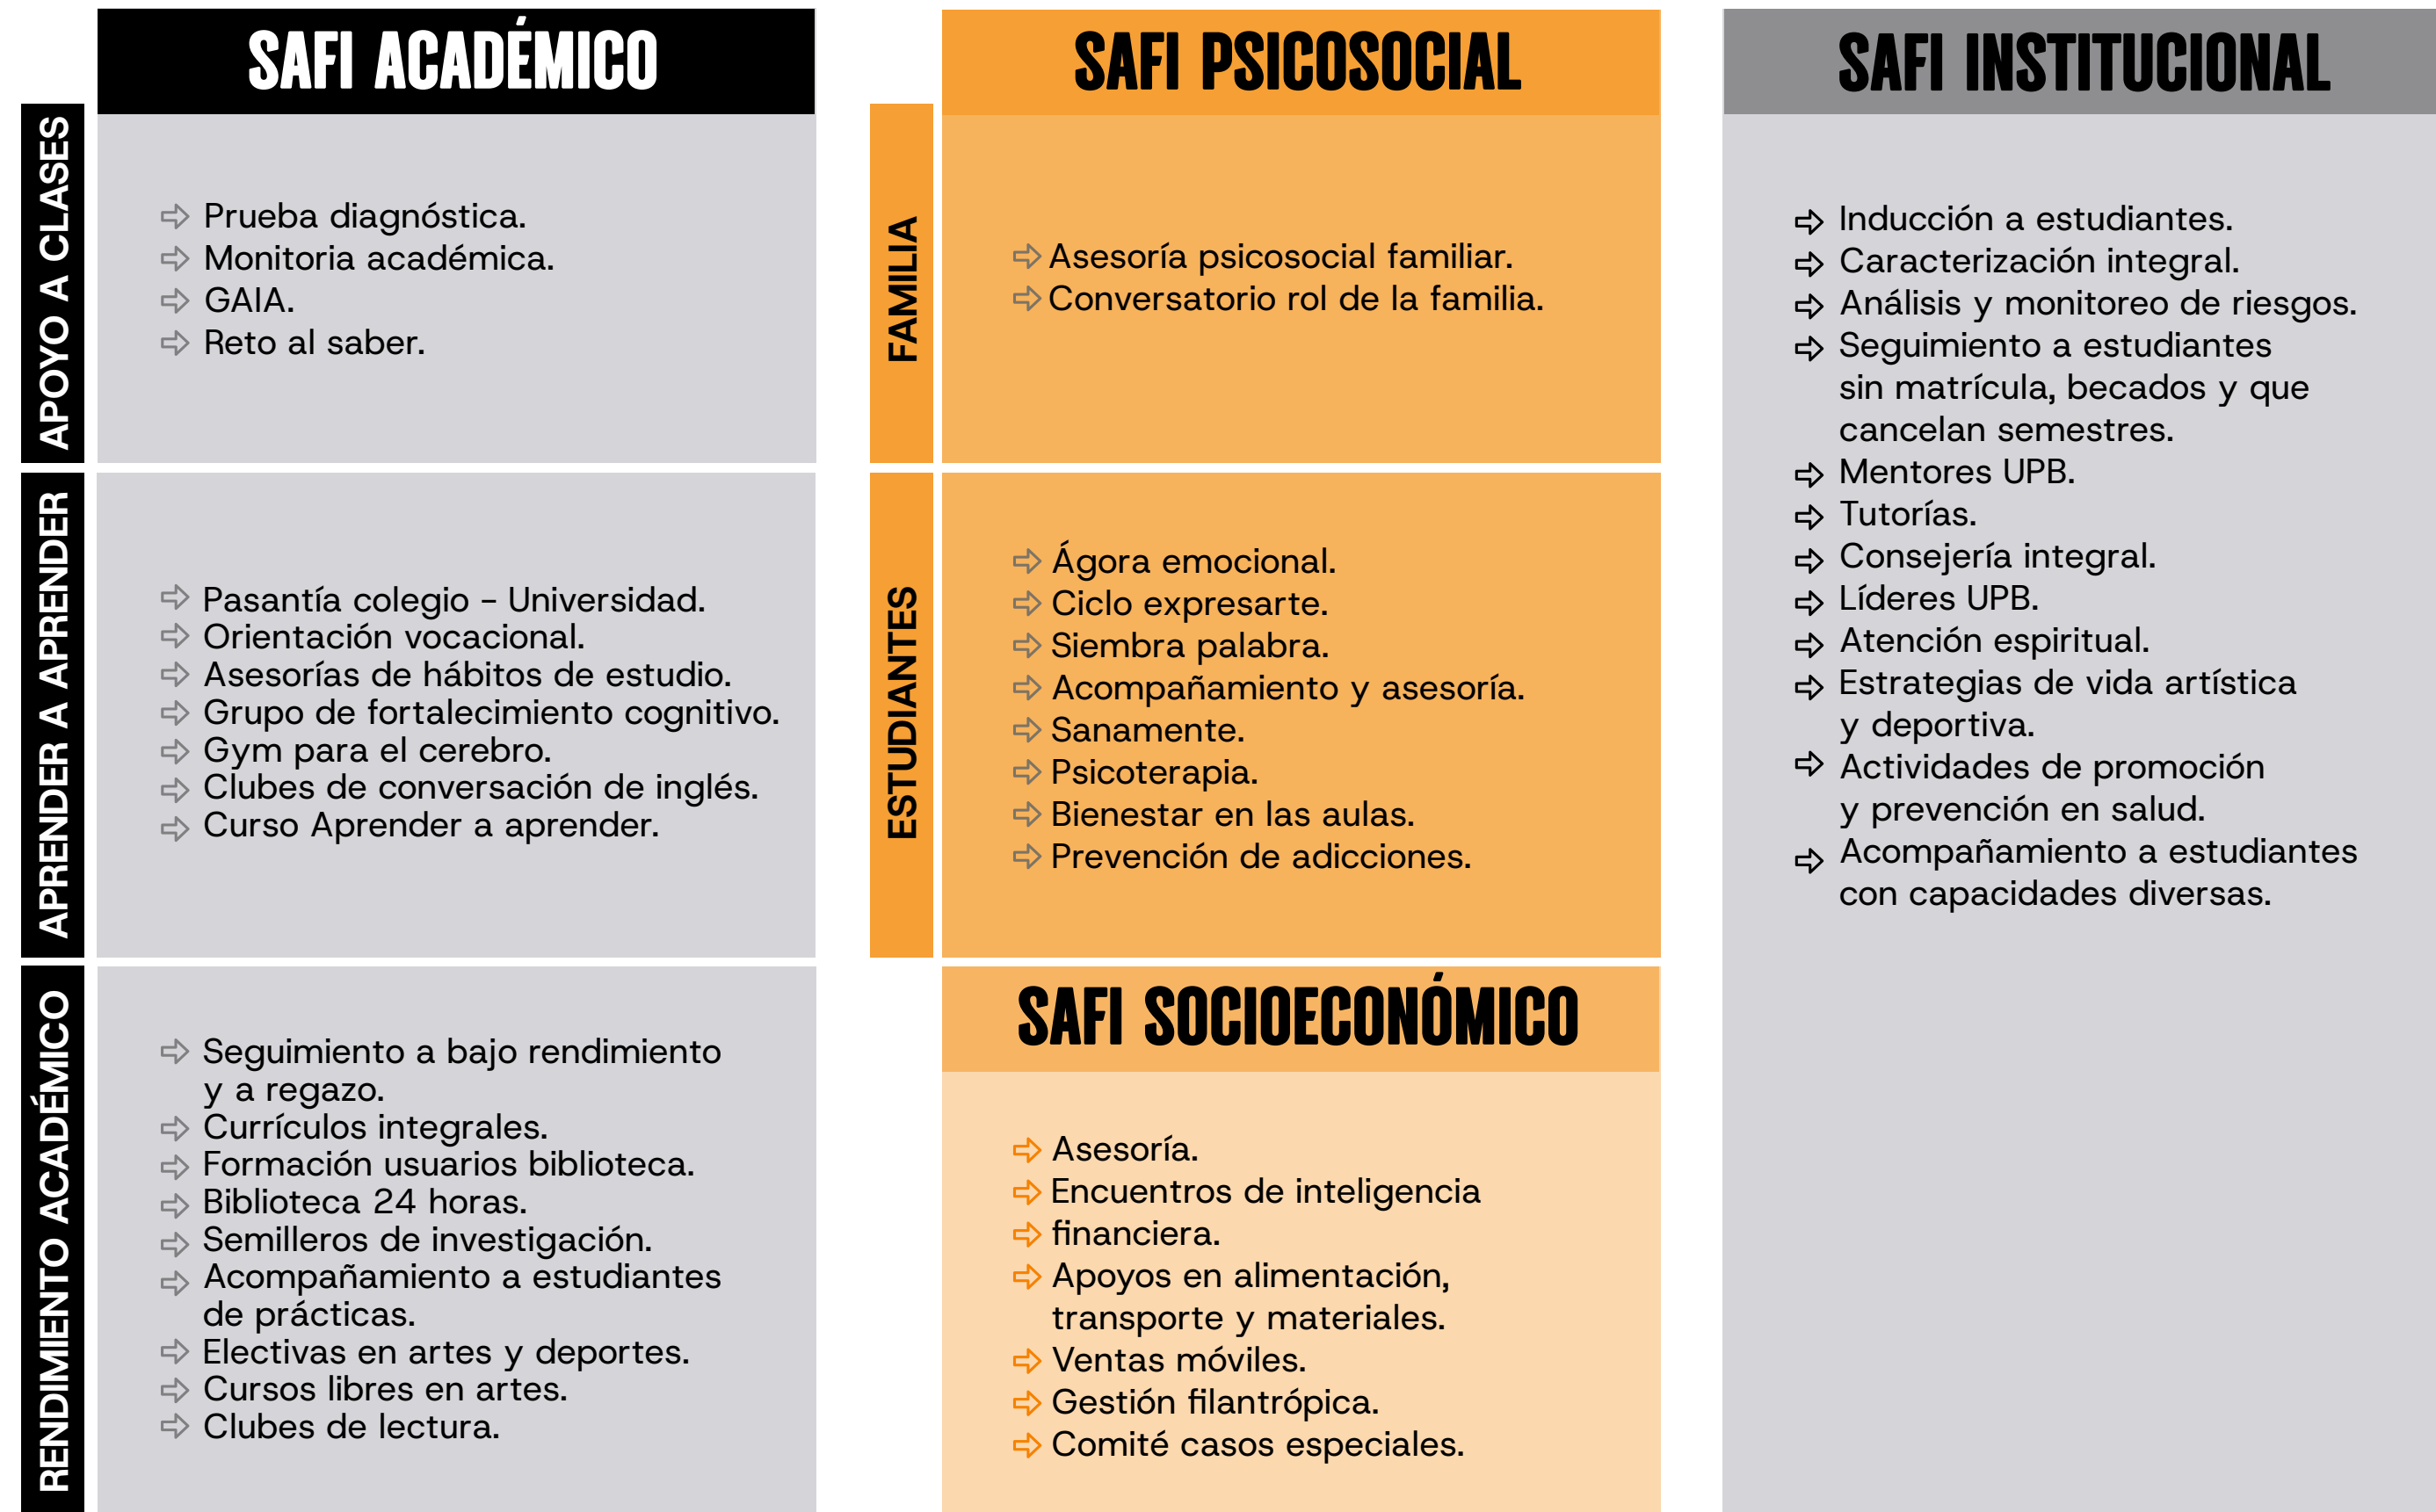 SAFI ACADÉMICO
APOYO A CLASES
Prueba diagnóstica.
Monitoria académica.
GAIA.
Reto al saber.
APRENDER A APRENDER
Pasantía colegio – Universidad.
Orientación vocacional.
Asesorías de hábitos de estudio.
Grupo de fortalecimiento cognitivo.
Gym para el cerebro.
Clubes de conversación de inglés.
Curso Aprender a aprender.
RENDIMIENTO ACADÉMICO
Seguimiento a bajo rendimiento
y a regazo.
Currículos integrales.
Formación usuarios biblioteca.
Biblioteca 24 horas.
Semilleros de investigación.
Acompañamiento a estudiantes
de prácticas.
Electivas en artes y deportes.
Cursos libres en artes.
Clubes de lectura.
SAFI PSICOSOCIAL
FAMILIA
Asesoría psicosocial familiar.
Conversatorio rol de la familia.
ESTUDIANTES
Ágora emocional.
Ciclo expresarte.
Siembra palabra.
Acompañamiento y asesoría.
Sanamente.
Psicoterapia.
Bienestar en las aulas.
Prevención de adicciones.
SAFI SOCIOECONÓMICO
Asesoría.
Encuentros de inteligencia
financiera.
Apoyos en alimentación,
transporte y materiales.
Ventas móviles.
Gestión filantrópica.
Comité casos especiales.
SAFI INSTITUCIONAL
Inducción a estudiantes.
Caracterización integral.
Análisis y monitoreo de riesgos.
Seguimiento a estudiantes
sin matrícula, becados y que
cancelan semestres.
Mentores UPB.
Tutorías.
Consejería integral.
Líderes UPB.
Atención espiritual.
Estrategias de vida artística
y deportiva.
Actividades de promoción
y prevención en salud.
Acompañamiento a estudiantes
con capacidades diversas.